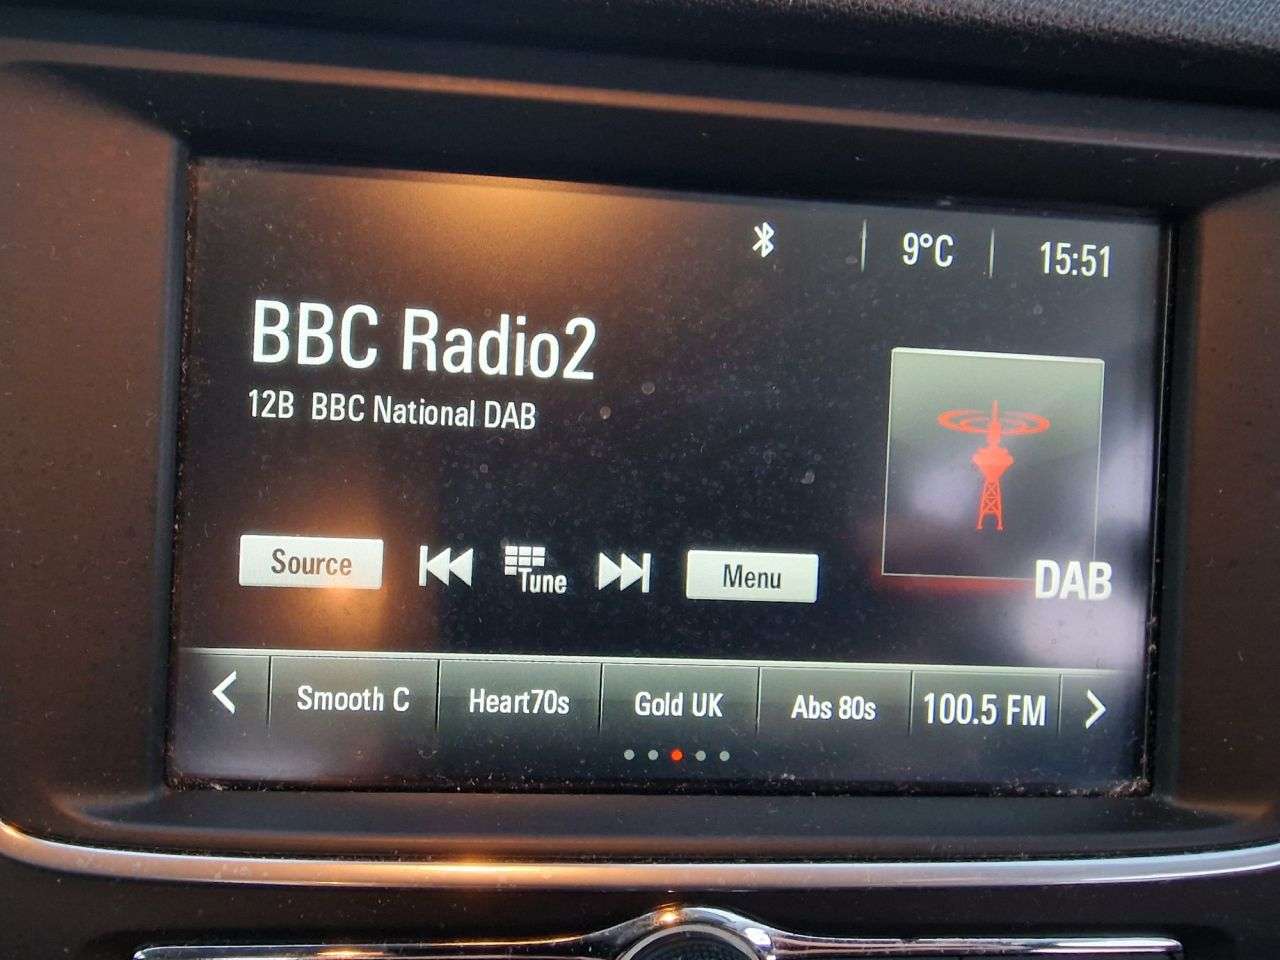 9°C 15:51
BBC Radio2
12B BBC National DAB
DAB
Source Tune Menu
Smooth C Heart70s Gold UK Abs 80s 100.5 FM